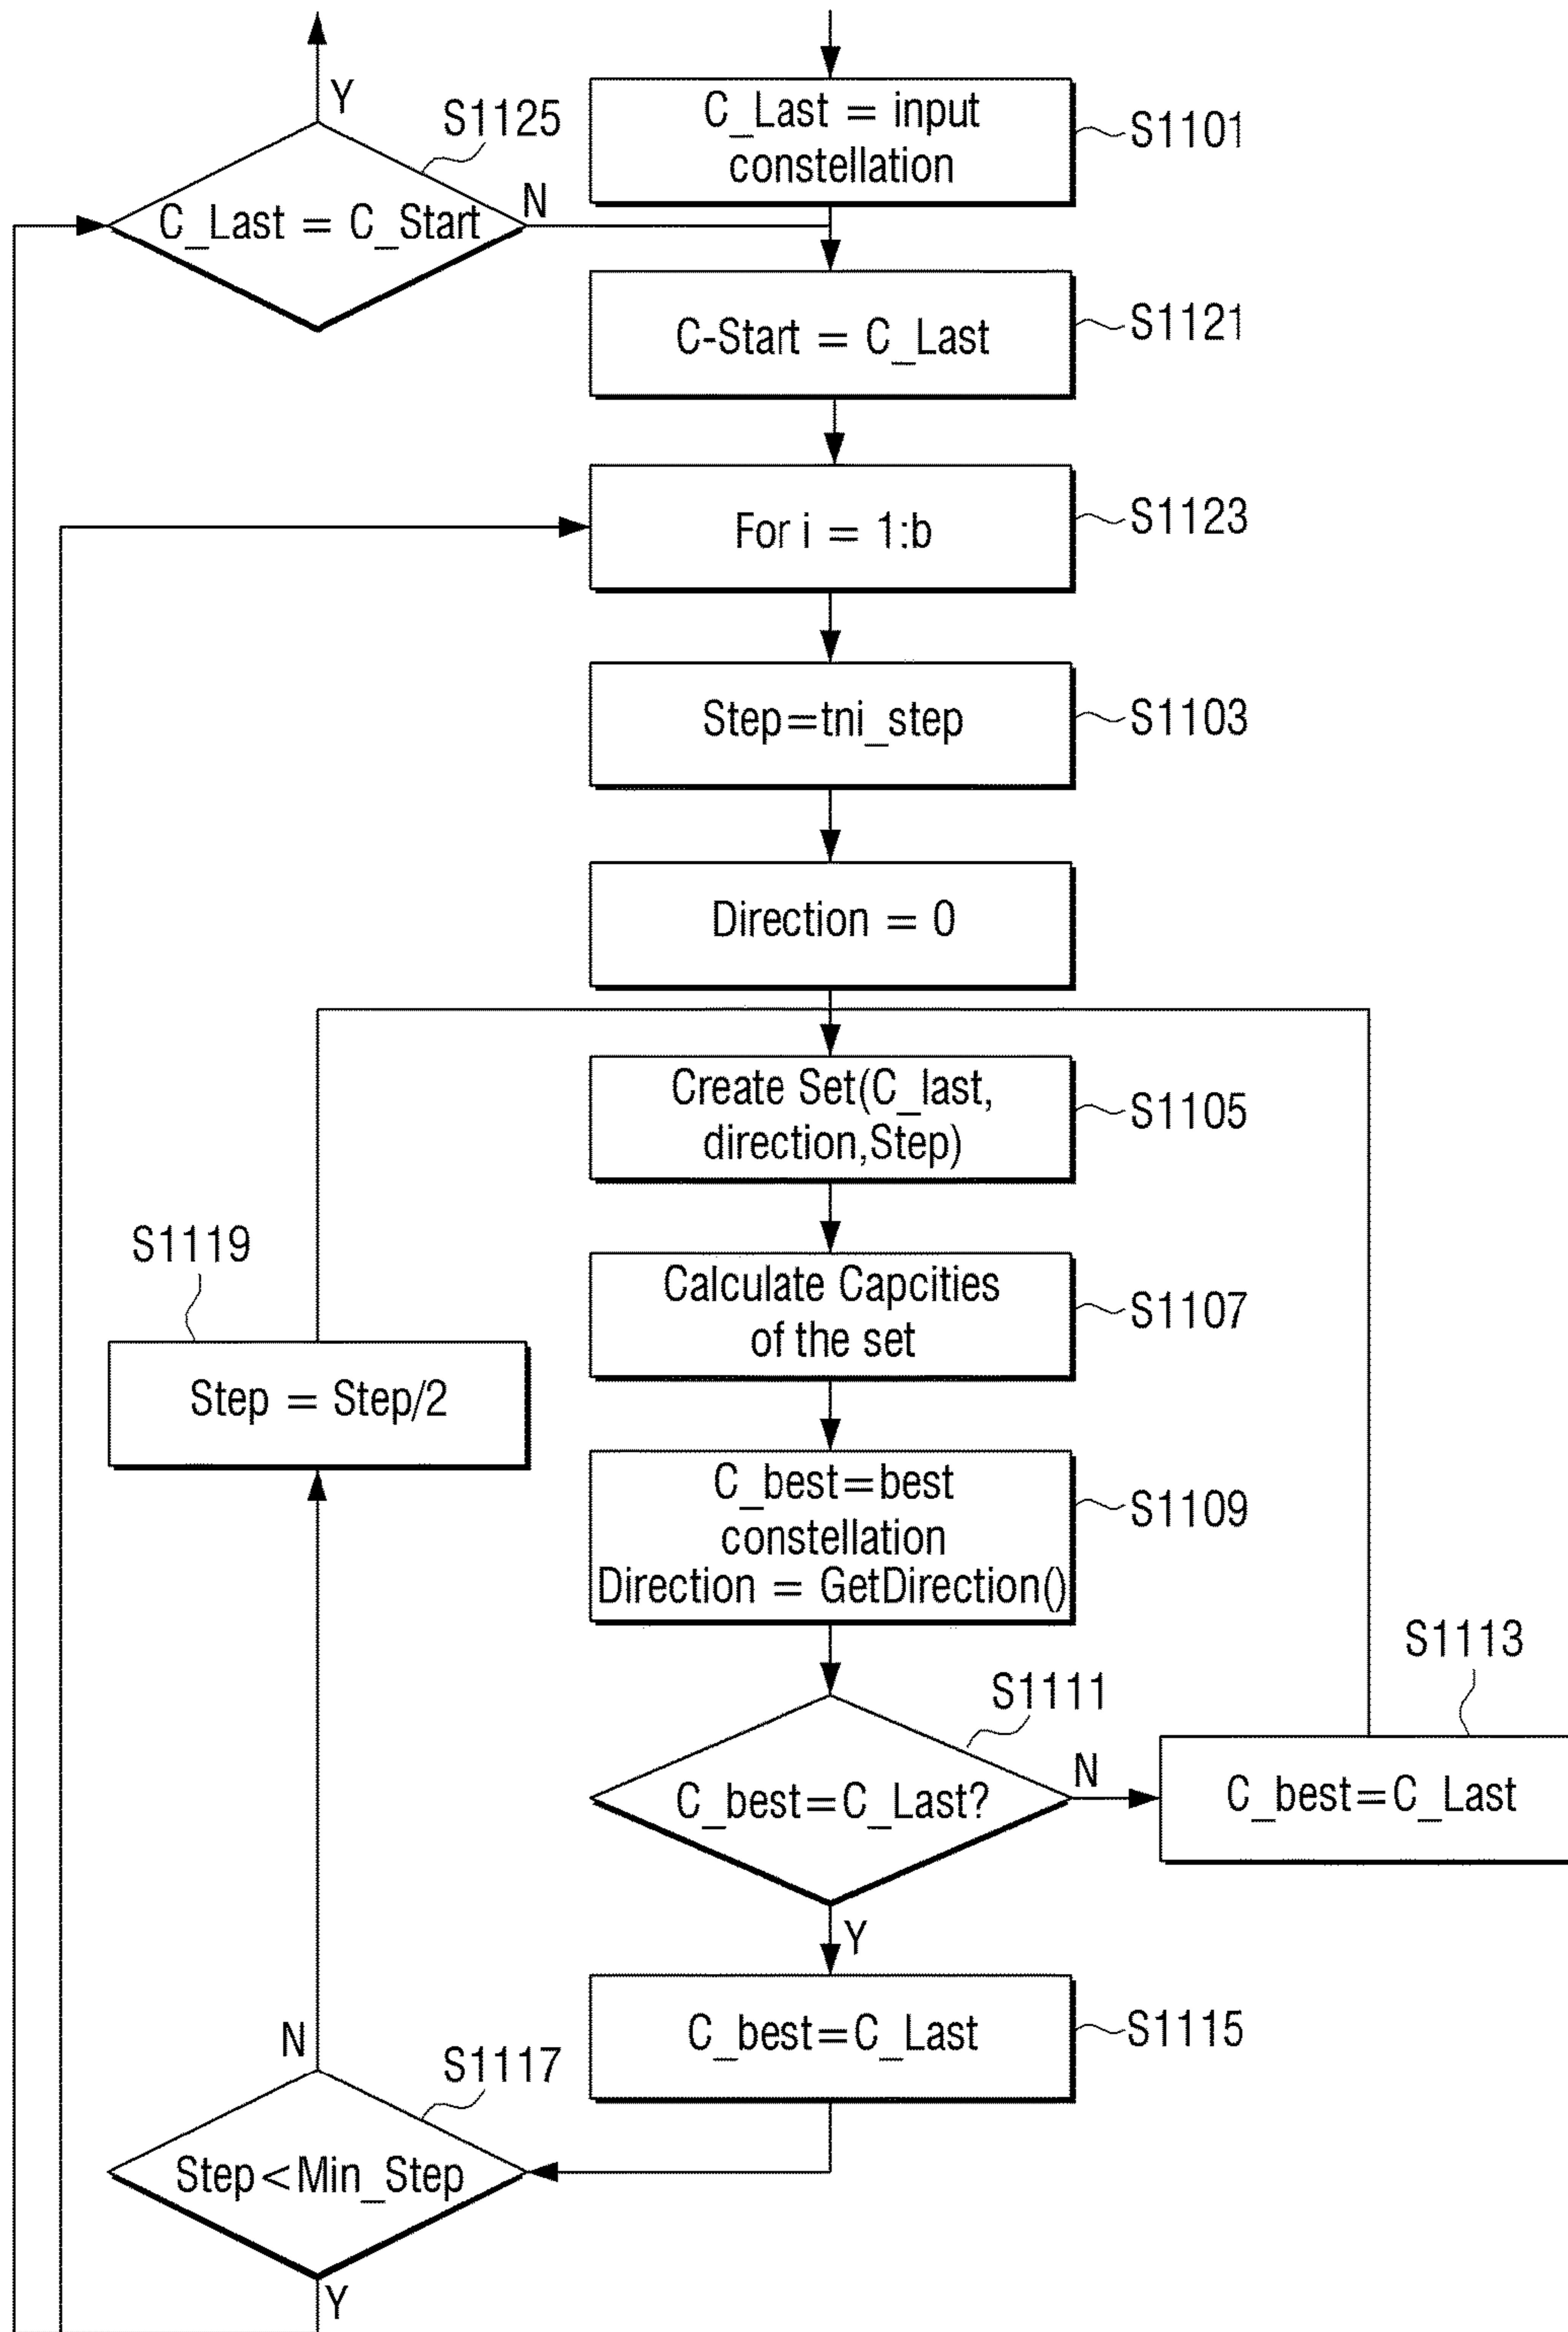 Y
S1125
C_Last = C_Start
N
C_Last = input
constellation
S1101
C-Start = C_Last
S1121
For i = 1:b
S1123
Step=tni_step
S1103
Direction = 0
Create Set(C_last,
direction,Step)
S1105
S1119
Step = Step/2
Calculate Capcities
of the set
S1107
C_best=best
constellation
Direction = GetDirection()
S1109
S1111
C_best=C_Last?
N
S1113
C_best=C_Last
Y
C_best=C_Last
S1115
N
S1117
Step<Min_Step
Y